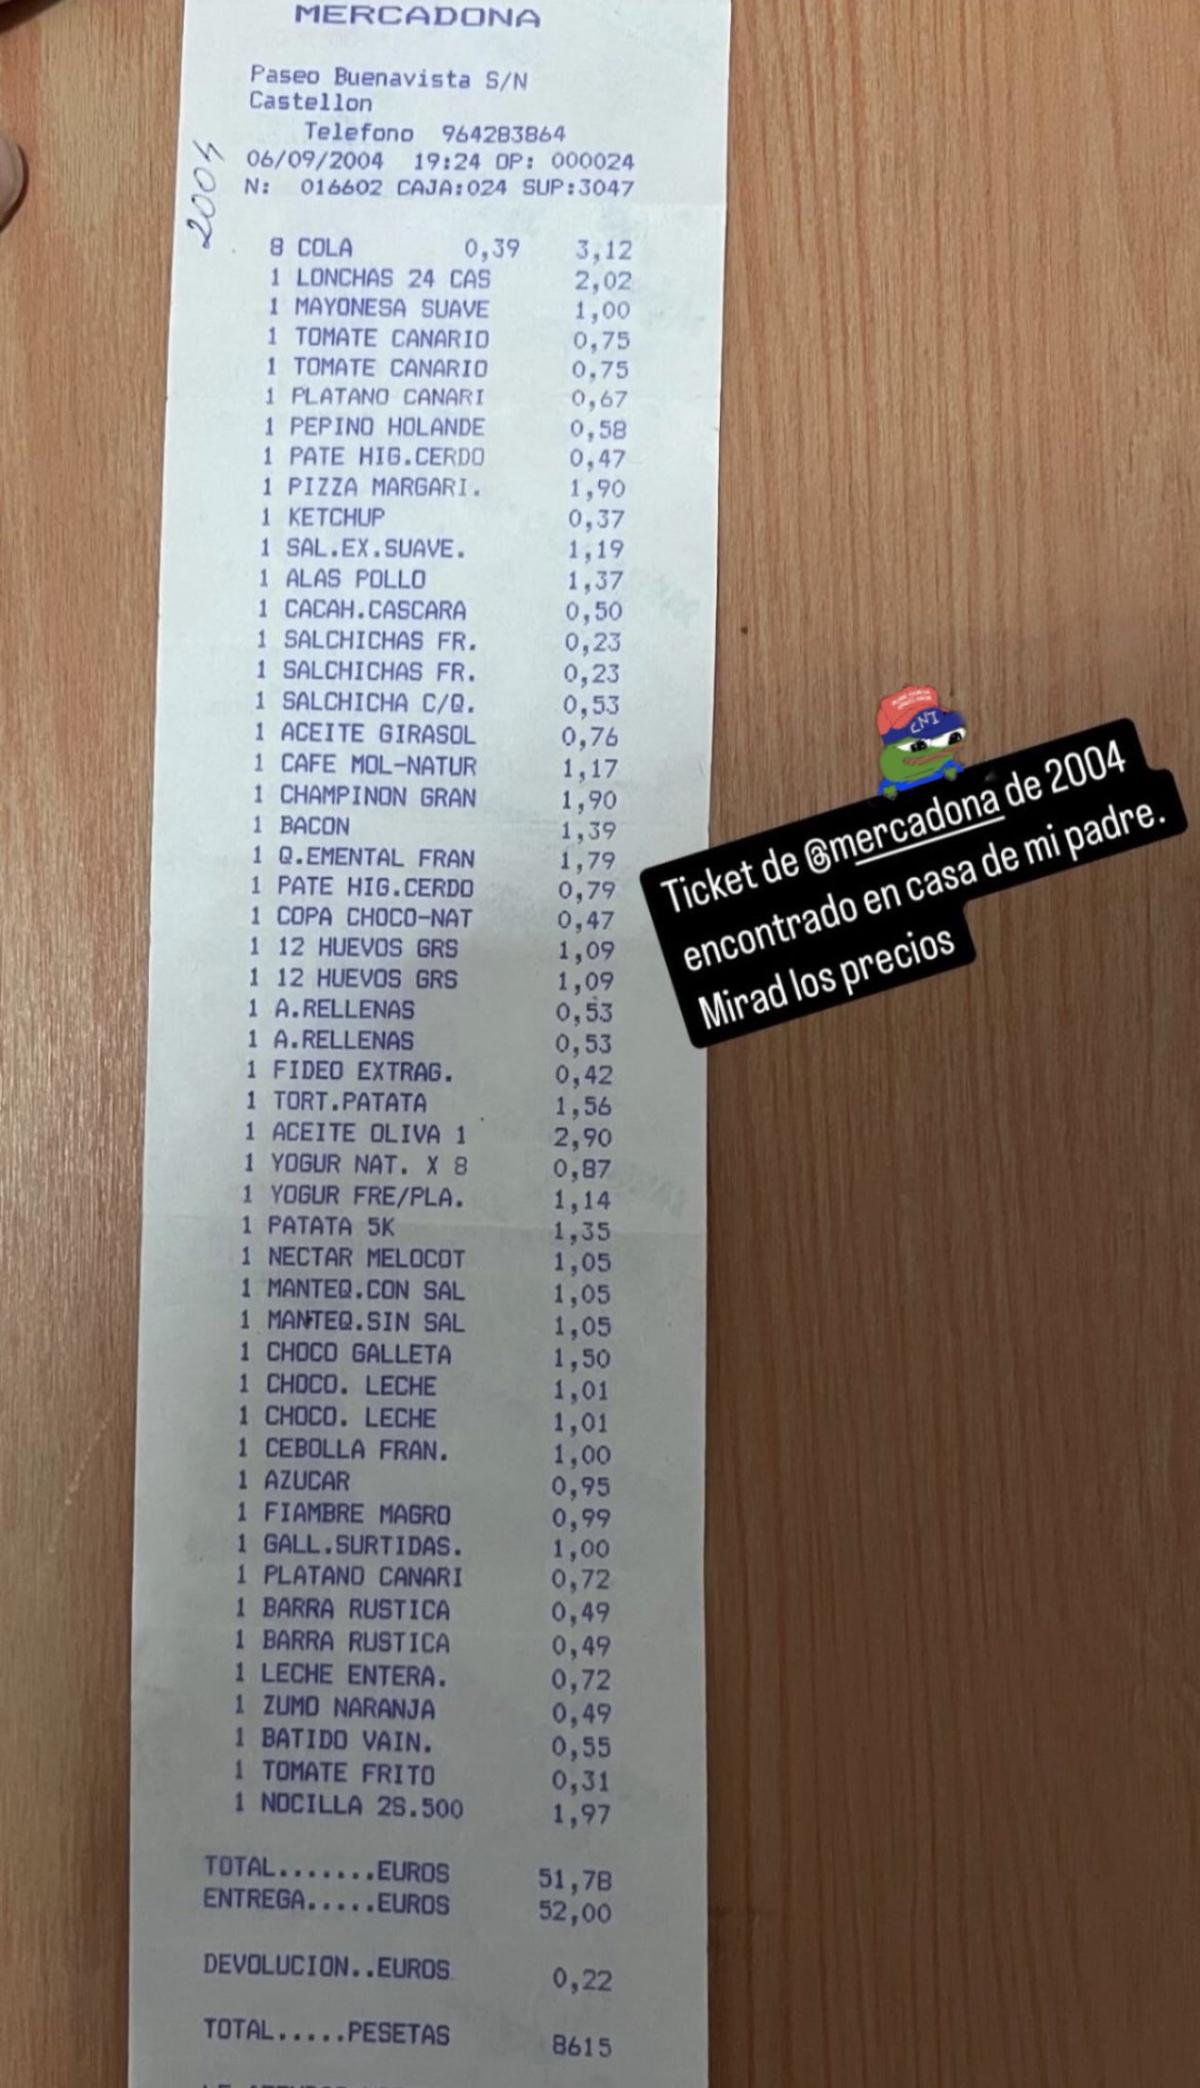 MERCADONA
Paseo Buenavista S/N
Castellon
Telefono 964283864
06/09/2004 19:24 OP: 000024
N: 016602 CAJA:024 SUP:3047
2004
8 COLA 0,39 3,12
1 LONCHAS 24 CAS 2,02
1 MAYONESA SUAVE 1,00
1 TOMATE CANARIO 0,75
1 TOMATE CANARIO 0,75
1 PLATANO CANARI 0,67
1 PEPINO HOLANDE 0,58
1 PATE HIG.CERDO 0,47
1 PIZZA MARGARI. 1,90
1 KETCHUP 0,37
1 SAL.EX.SUAVE. 1,19
1 ALAS POLLO 1,37
1 CACAH.CASCARA 0,50
1 SALCHICHAS FR. 0,23
1 SALCHICHAS FR. 0,23
1 SALCHICHA C/Q. 0,53
1 ACEITE GIRASOL 0,76
1 CAFE MOL-NATUR 1,17
1 CHAMPINON GRAN 1,90
1 BACON 1,39
1 Q.EMENTAL FRAN 1,79
1 PATE HIG.CERDO 0,79
1 COPA CHOCO-NAT 0,47
1 12 HUEVOS GRS 1,09
1 12 HUEVOS GRS 1,09
1 A.RELLENAS 0,53
1 A.RELLENAS 0,53
1 FIDEO EXTRAG. 0,42
1 TORT.PATATA 1,56
1 ACEITE OLIVA 1 2,90
1 YOGUR NAT. X 8 0,87
1 YOGUR FRE/PLA. 1,14
1 PATATA 5K 1,35
1 NECTAR MELOCOT 1,05
1 MANTEQ.CON SAL 1,05
1 MANTEQ.SIN SAL 1,05
1 CHOCO GALLETA 1,50
1 CHOCO. LECHE 1,01
1 CHOCO. LECHE 1,01
1 CEBOLLA FRAN. 1,00
1 AZUCAR 0,95
1 FIAMBRE MAGRO 0,99
1 GALL.SURTIDAS. 1,00
1 PLATANO CANARI 0,72
1 BARRA RUSTICA 0,49
1 BARRA RUSTICA 0,49
1 LECHE ENTERA. 0,72
1 ZUMO NARANJA 0,49
1 BATIDO VAIN. 0,55
1 TOMATE FRITO 0,31
1 NOCILLA 2S.500 1,97
TOTAL.......EUROS 51,78
ENTREGA.....EUROS 52,00
DEVOLUCION..EUROS 0,22
TOTAL.....PESETAS 8615
CNT
Ticket de @mercadona de 2004
encontrado en casa de mi padre.
Mirad los precios